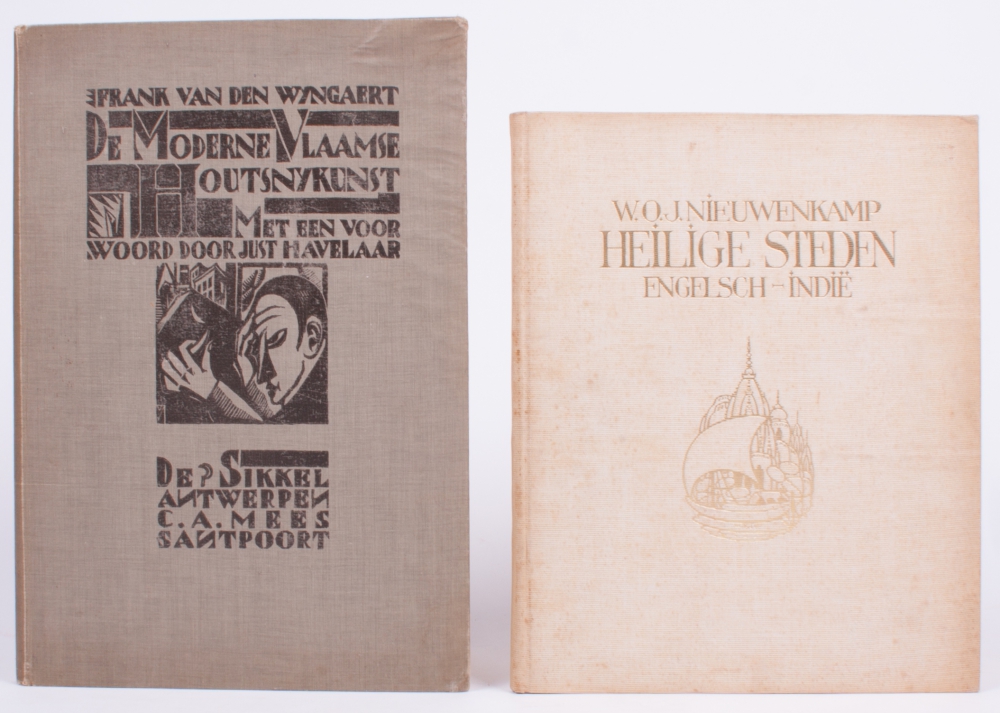 FRANK VAN DEN WYNGAERT
DE MODERNE VLAAMSE
HOUTSNYKUNST
MET EEN VOOR
WOORD DOOR JUST HAVELAAR
DE SIKKEL
ANTWERPEN
C. A. MEES
SANTPOORT
W.O.J. NIEUWENKAMP
HEILIGE STEDEN
ENGELSCH - INDIË